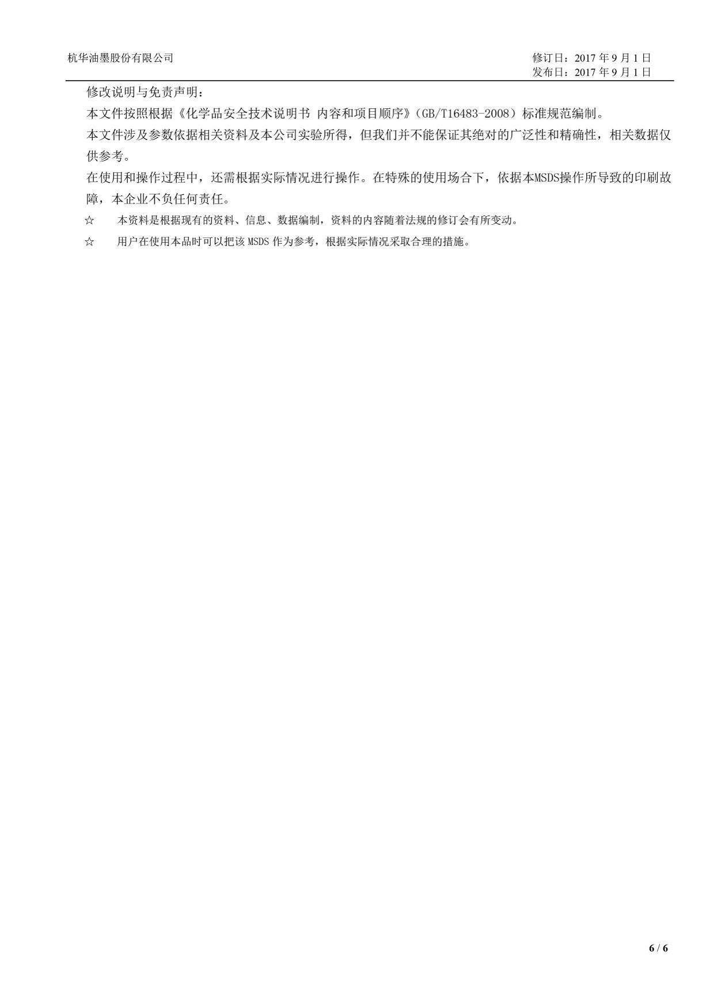 杭华油墨股份有限公司
修订日：2017 年 9 月 1 日
发布日：2017 年 9 月 1 日
修改说明与免责声明：
本文件按照根据《化学品安全技术说明书 内容和项目顺序》（GB/T16483-2008）标准规范编制。
本文件涉及参数依据相关资料及本公司实验所得，但我们并不能保证其绝对的广泛性和精确性，相关数据仅
供参考。
在使用和操作过程中，还需根据实际情况进行操作。在特殊的使用场合下，依据本MSDS操作所导致的印刷故
障，本企业不负任何责任。
☆ 本资料是根据现有的资料、信息、数据编制，资料的内容随着法规的修订会有所变动。
☆ 用户在使用本品时可以把该 MSDS 作为参考，根据实际情况采取合理的措施。
6 / 6